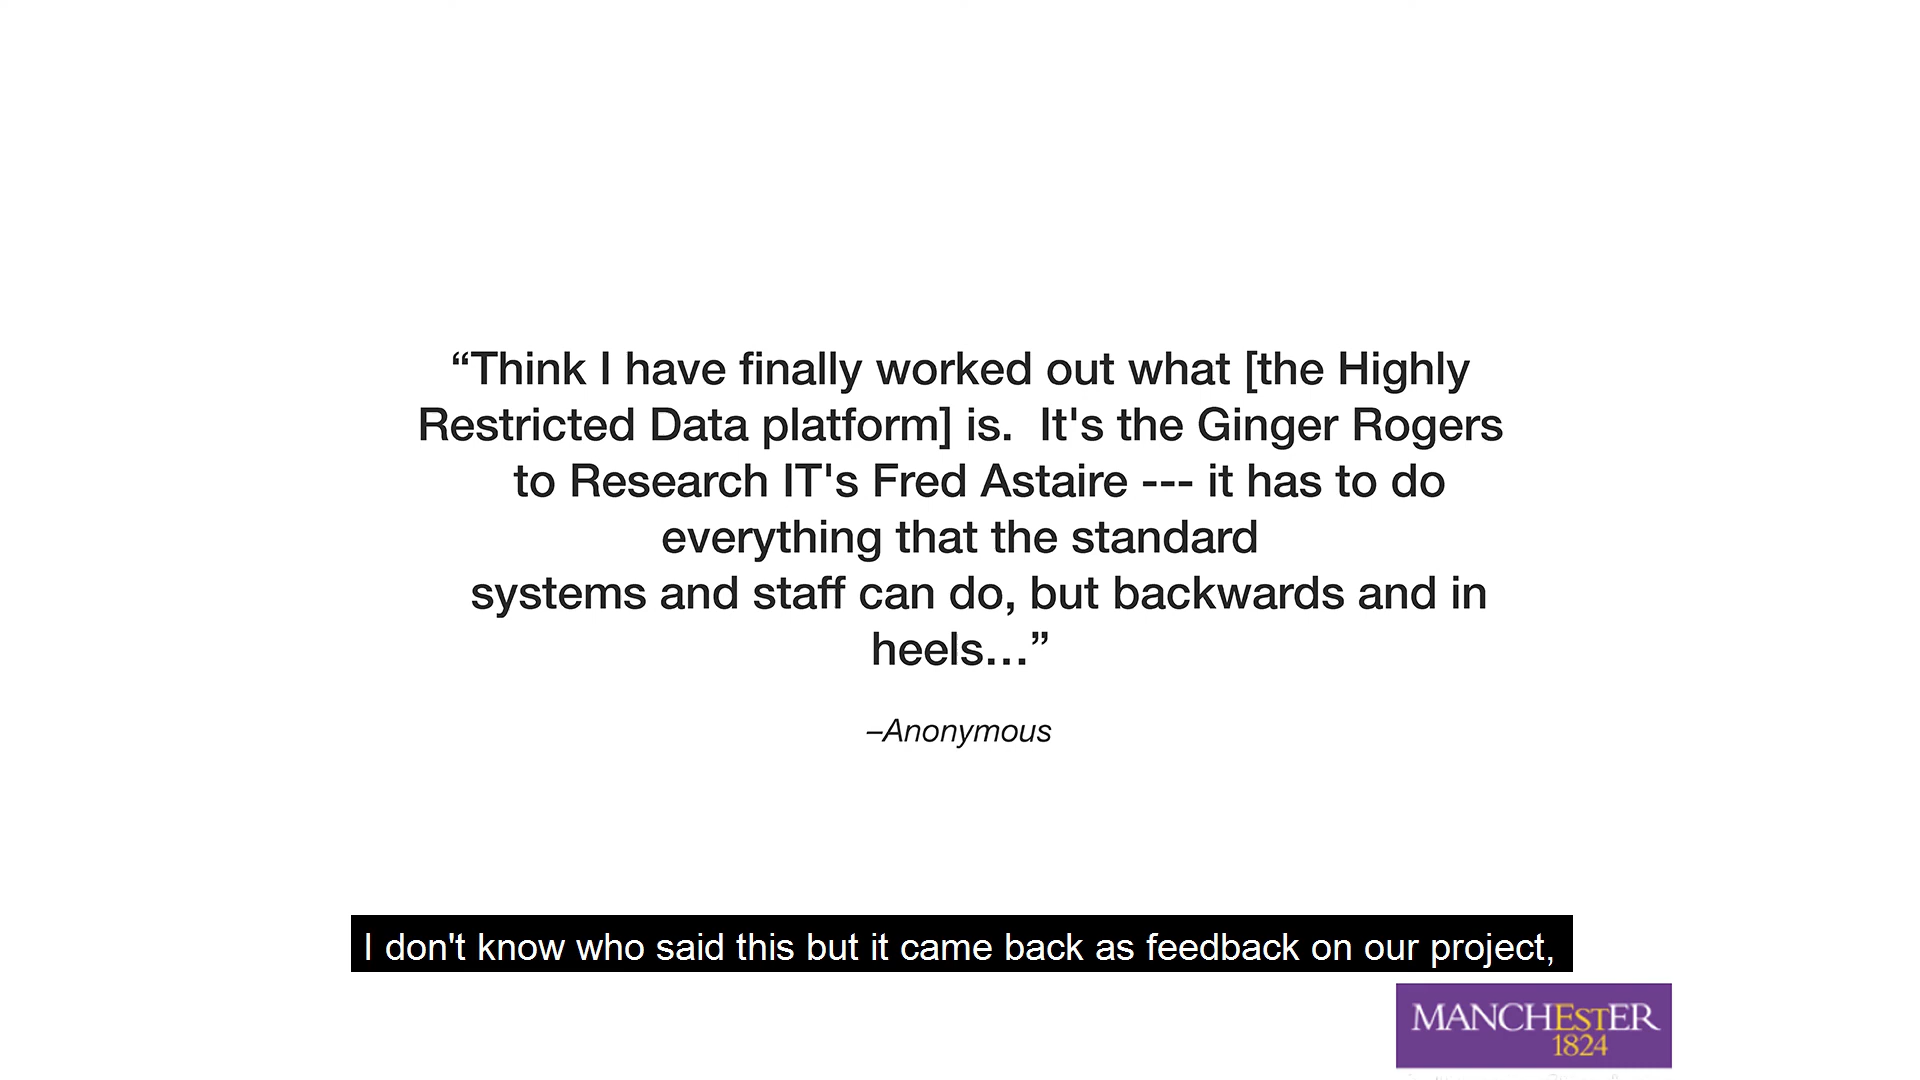 “Think I have finally worked out what [the Highly
Restricted Data platform] is.  It's the Ginger Rogers
to Research IT's Fred Astaire --- it has to do
everything that the standard
systems and staff can do, but backwards and in
heels…”
–Anonymous
I don't know who said this but it came back as feedback on our project,
MANCHESTER
1824